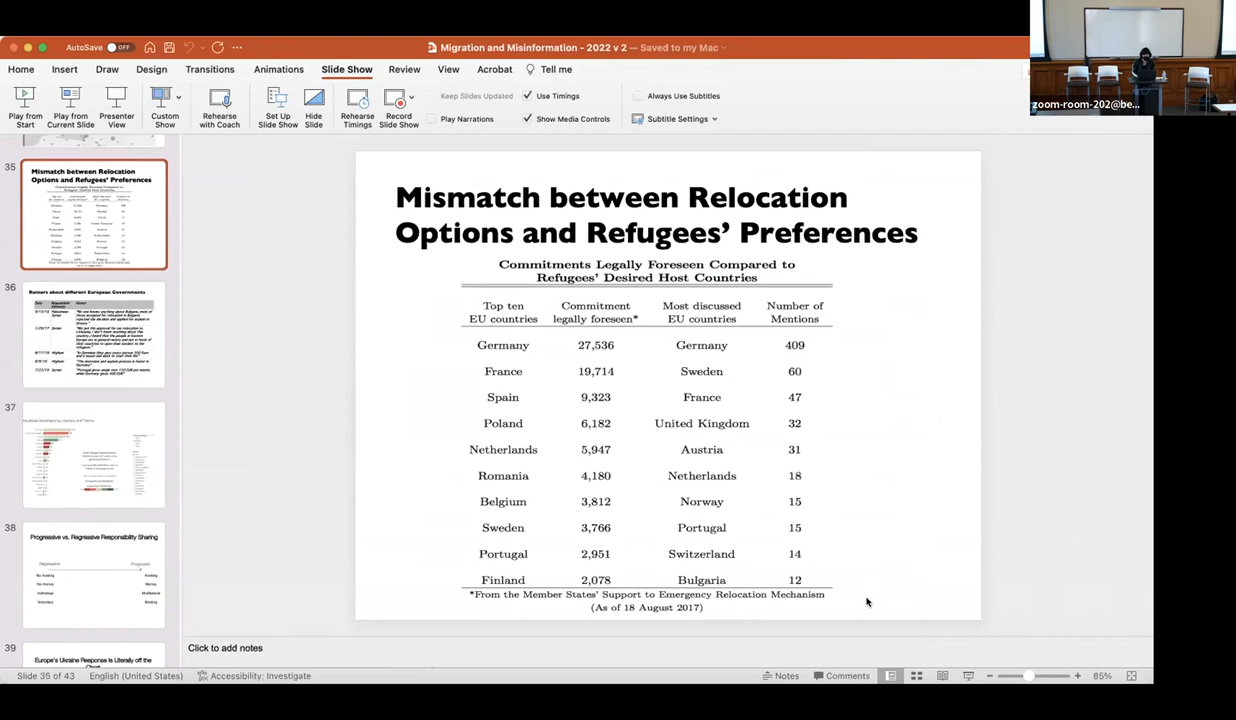 AutoSave OFF
Migration and Misinformation - 2022 v 2 — Saved to my Mac
Home Insert Draw Design Transitions Animations Slide Show Review View Acrobat Tell me
Play from Start
Play from Current Slide
Presenter View
Custom Show
Rehearse with Coach
Set Up Slide Show
Hide Slide
Rehearse Timings
Record Slide Show
Keep Slides Updated
Play Narrations
Use Timings
Show Media Controls
Always Use Subtitles
Subtitle Settings
zoom-room-202@be...
35
Mismatch between Relocation
Options and Refugees' Preferences
36
Rumors about different European Governments
37
38
Progressive vs. Regressive Responsibility Sharing
39
Europe's Ukraine Response Is Literally off the
Mismatch between Relocation
Options and Refugees' Preferences
Commitments Legally Foreseen Compared to
Refugees' Desired Host Countries
Top ten EU countries Commitment legally foreseen* Most discussed EU countries Number of Mentions
Germany 27,536 Germany 409
France 19,714 Sweden 60
Spain 9,323 France 47
Poland 6,182 United Kingdom 32
Netherlands 5,947 Austria 31
Romania 4,180 Netherlands 18
Belgium 3,812 Norway 15
Sweden 3,766 Portugal 15
Portugal 2,951 Switzerland 14
Finland 2,078 Bulgaria 12
*From the Member States' Support to Emergency Relocation Mechanism
(As of 18 August 2017)
Click to add notes
Slide 35 of 43 English (United States) Accessibility: Investigate Notes Comments 85%